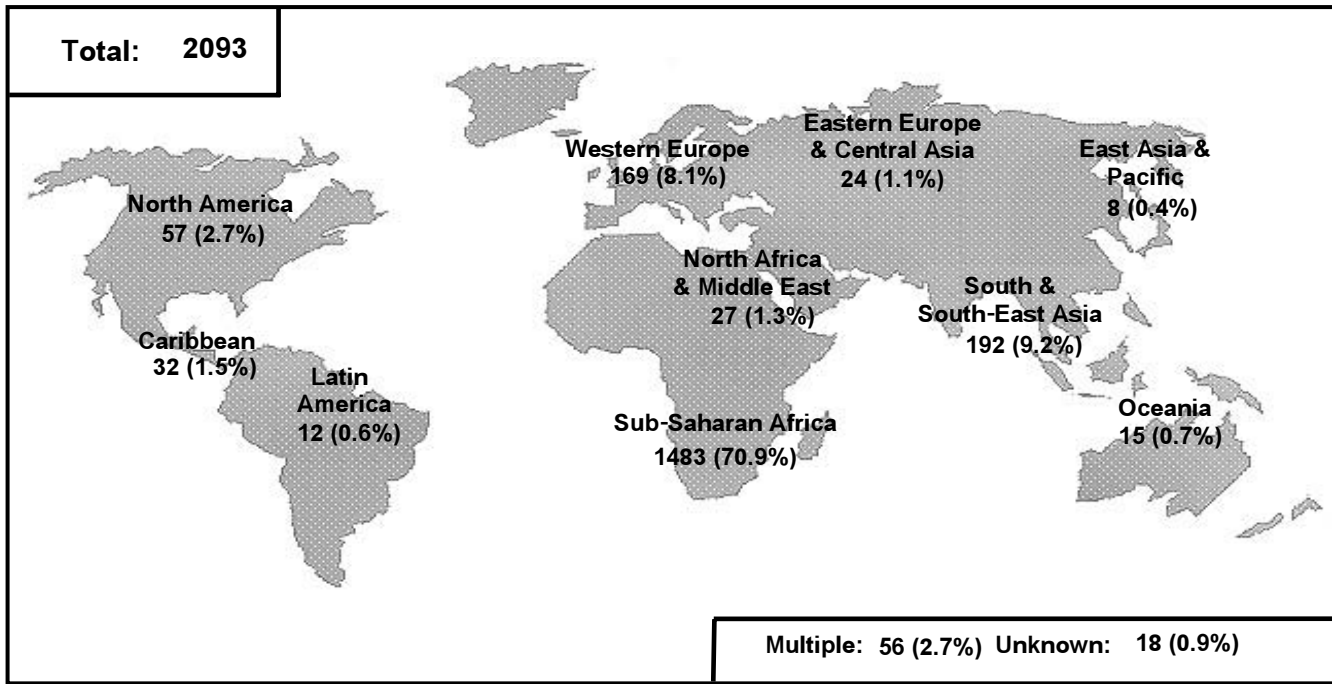 Total: 2093
Western Europe
169 (8.1%)
Eastern Europe
& Central Asia
24 (1.1%)
East Asia &
Pacific
8 (0.4%)
North America
57 (2.7%)
North Africa
& Middle East
27 (1.3%)
South &
South-East Asia
192 (9.2%)
Caribbean
32 (1.5%)
Latin
America
12 (0.6%)
Sub-Saharan Africa
1483 (70.9%)
Oceania
15 (0.7%)
Multiple: 56 (2.7%) Unknown: 18 (0.9%)